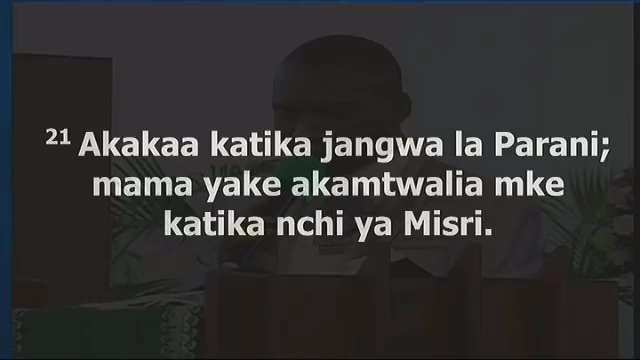 21 Akakaa katika jangwa la Parani;
mama yake akamtwalia mke
katika nchi ya Misri.